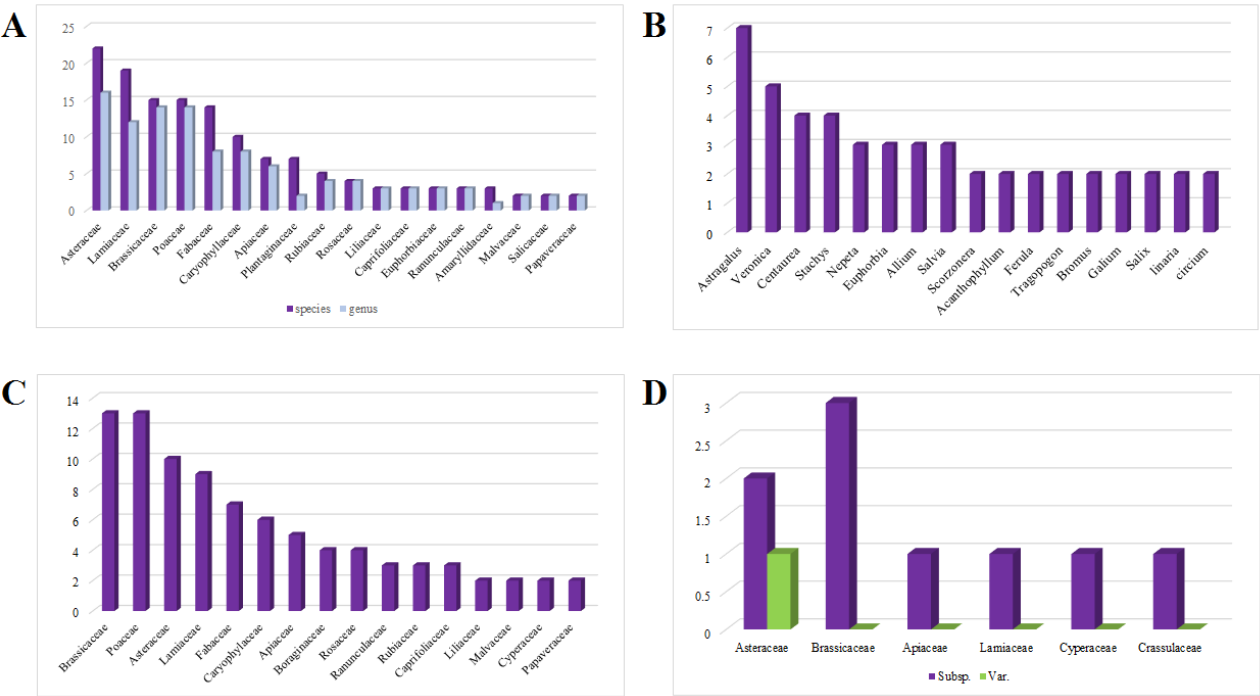 A
25
20
15
10
5
0
Asteraceae
Lamiaceae
Brassicaceae
Poaceae
Fabaceae
Caryophyllaceae
Apiaceae
Plantaginaceae
Rubiaceae
Rosaceae
Liliaceae
Caprifoliaceae
Euphorbiaceae
Ranunculaceae
Amaryllidaceae
Malvaceae
Salicaceae
Papaveraceae
species genus
B
7
6
5
4
3
2
1
0
Astragalus
Veronica
Centaurea
Stachys
Nepeta
Euphorbia
Allium
Salvia
Scorzonera
Acanthophyllum
Ferula
Tragopogon
Bromus
Galium
Salix
linaria
circium
C
14
12
10
8
6
4
2
0
Brassicaceae
Poaceae
Asteraceae
Lamiaceae
Fabaceae
Caryophylaceae
Apiaceae
Boraginaceae
Rosaceae
Ranunculaceae
Rubiaceae
Caprifoliaceae
Liliaceae
Malvaceae
Cyperaceae
Papaveraceae
D
3
2.5
2
1.5
1
0.5
0
Asteraceae Brassicaceae Apiaceae Lamiaceae Cyperaceae Crassulaceae
Subsp. Var.